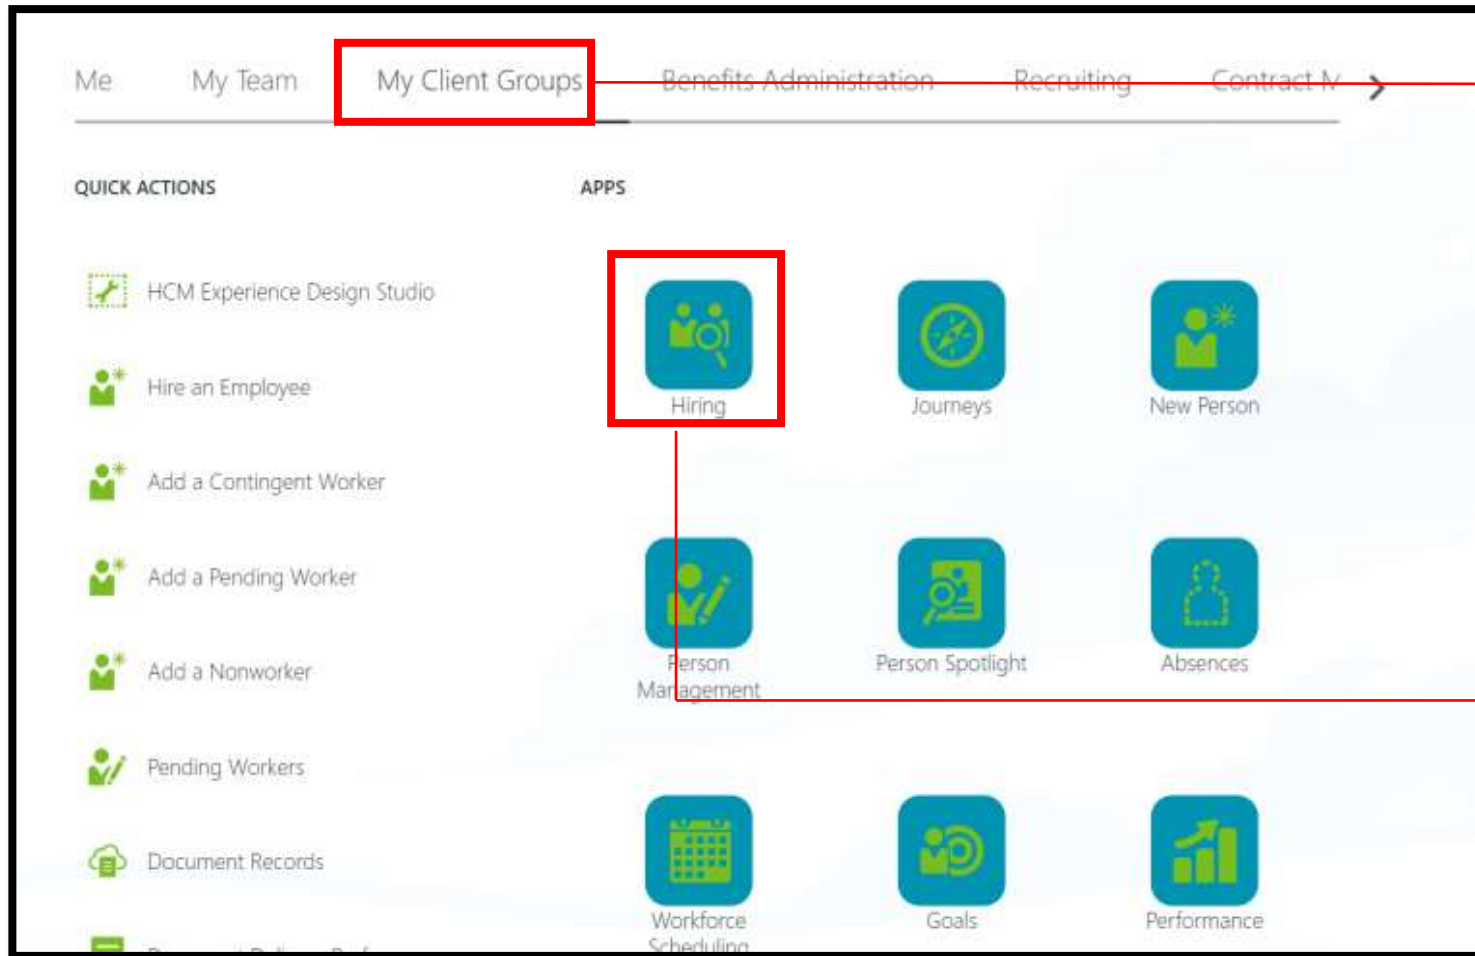 Me My Team My Client Groups Benefits Administration Recruiting Contract M
QUICK ACTIONS
APPS
HCM Experience Design Studio
Hire an Employee
Add a Contingent Worker
Add a Pending Worker
Add a Nonworker
Pending Workers
Document Records
Hiring
Journeys
New Person
Person
Management
Person Spotlight
Absences
Workforce
Scheduling
Goals
Performance